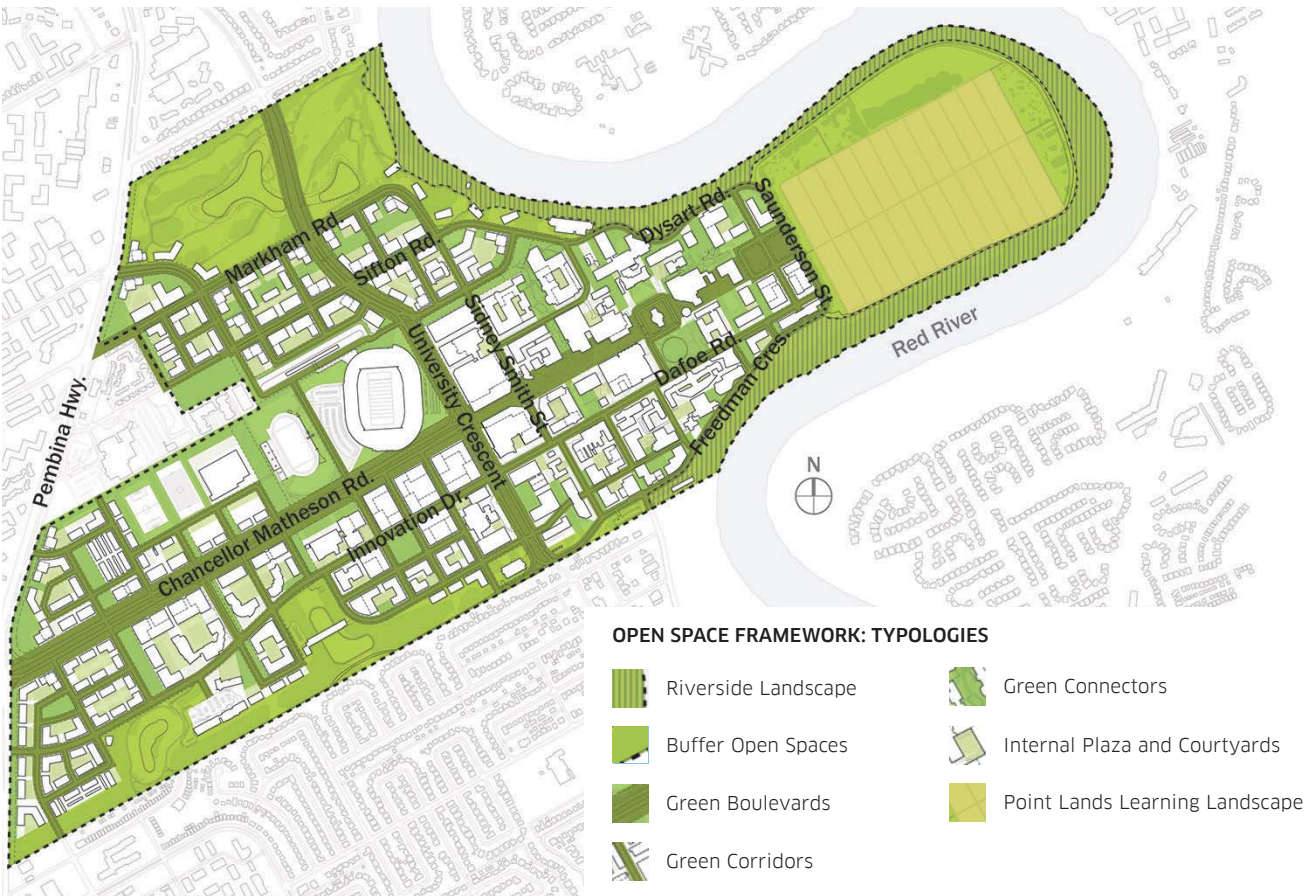 Markham Rd.
Sifton Rd.
Dysart Rd.
Saunderson St.
Sidney Smith St.
University Crescent
Dafoe Rd.
Freedman Cres.
Red River
Pembina Hwy.
Chancellor Matheson Rd.
Innovation Dr.
N
OPEN SPACE FRAMEWORK: TYPOLOGIES
Riverside Landscape
Buffer Open Spaces
Green Boulevards
Green Corridors
Green Connectors
Internal Plaza and Courtyards
Point Lands Learning Landscape